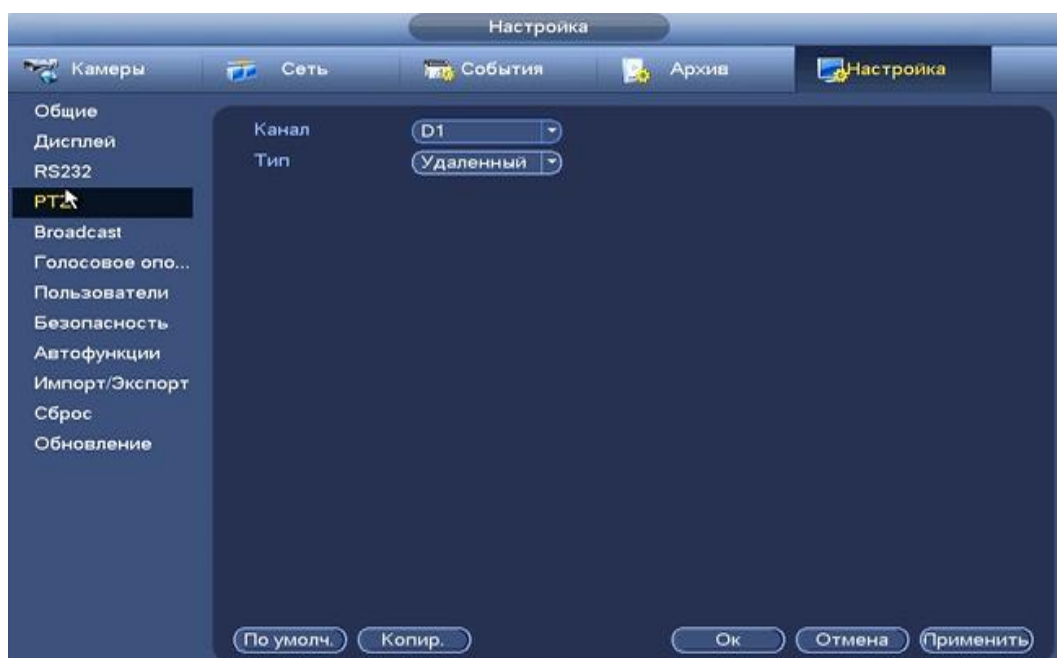 Настройка
Камеры Сеть События Архив Настройка
Общие
Дисплей
RS232
PTZ
Broadcast
Голосовое опо...
Пользователи
Безопасность
Автофункции
Импорт/Экспорт
Сброс
Обновление
Канал D1
Тип Удаленный
По умолч. Копир. Ок Отмена Применить